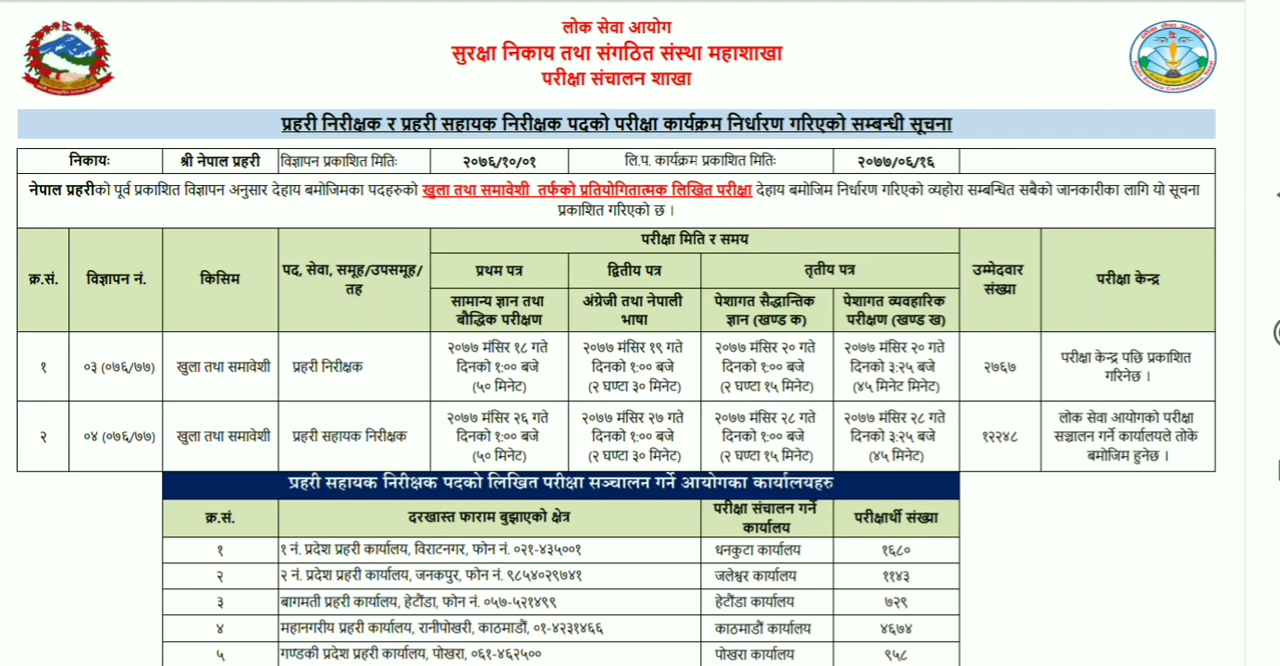 लोक सेवा आयोग
सुरक्षा निकाय तथा संगठित संस्था महाशाखा
परीक्षा संचालन शाखा
प्रहरी निरीक्षक र प्रहरी सहायक निरीक्षक पदको परीक्षा कार्यक्रम निर्धारण गरिएको सम्बन्धी सूचना
निकायः श्री नेपाल प्रहरी विज्ञापन प्रकाशित मितिः २०७६/१०/०१ लि.प. कार्यक्रम प्रकाशित मितिः २०७७/०६/१६
नेपाल प्रहरीको पूर्व प्रकाशित विज्ञापन अनुसार देहाय बमोजिमका पदहरुको खुला तथा समावेशी तर्फको प्रतियोगितात्मक लिखित परीक्षा देहाय बमोजिम निर्धारण गरिएको व्यहोरा सम्बन्धित सबैको जानकारीका लागि यो सूचना
प्रकाशित गरिएको छ ।
क्र.सं. विज्ञापन नं. किसिम पद, सेवा, समूह/उपसमूह/ तह परीक्षा मिति र समय उम्मेदवार संख्या परीक्षा केन्द्र
प्रथम पत्र द्वितीय पत्र तृतीय पत्र
सामान्य ज्ञान तथा अंग्रेजी तथा नेपाली पेशागत सैद्धान्तिक पेशागत व्यवहारिक
बौद्धिक परीक्षण भाषा ज्ञान (खण्ड क) परीक्षण (खण्ड ख)
२०७७ मंसिर १८ गते २०७७ मंसिर १९ गते २०७७ मंसिर २० गते २०७७ मंसिर २० गते परीक्षा केन्द्र पछि प्रकाशित
१ ०३ (०७६/७७) खुला तथा समावेशी प्रहरी निरीक्षक दिनको १:०० बजे दिनको १:०० बजे दिनको १:०० बजे दिनको ३:२५ बजे २७६७ गरिनेछ ।
(५० मिनेट) (२ घण्टा ३० मिनेट) (२ घण्टा १५ मिनेट) (४५ मिनेट मिनेट)
२०७७ मंसिर २६ गते २०७७ मंसिर २७ गते २०७७ मंसिर २८ गते २०७७ मंसिर २८ गते लोक सेवा आयोगको परीक्षा
२ ०४ (०७६/७७) खुला तथा समावेशी प्रहरी सहायक निरीक्षक दिनको १:०० बजे दिनको १:०० बजे दिनको १:०० बजे दिनको ३:२५ बजे १२२४८ सञ्चालन गर्ने कार्यालयले तोके
(५० मिनेट) (२ घण्टा ३० मिनेट) (२ घण्टा १५ मिनेट) (४५ मिनेट) बमोजिम हुनेछ ।
प्रहरी सहायक निरीक्षक पदको लिखित परीक्षा सञ्चालन गर्ने आयोगका कार्यालयहरु
क्र.सं. दरखास्त फाराम बुझाएको क्षेत्र परीक्षा संचालन गर्ने कार्यालय परीक्षार्थी संख्या
१ १ नं. प्रदेश प्रहरी कार्यालय, विराटनगर, फोन नं. ०२१-४३५००१ धनकुटा कार्यालय १६८०
२ २ नं. प्रदेश प्रहरी कार्यालय, जनकपुर, फोन नं. ९८५४०२९७४१ जलेश्वर कार्यालय ११४३
३ बागमती प्रहरी कार्यालय, हेटौंडा, फोन नं. ०५७-५२१४९९ हेटौंडा कार्यालय ७२९
४ महानगरीय प्रहरी कार्यालय, रानीपोखरी, काठमाडौं, ०१-४२३१४६६ काठमाडौं कार्यालय ४६७४
५ गण्डकी प्रदेश प्रहरी कार्यालय, पोखरा, ०६१-४६२५०० पोखरा कार्यालय ९५८